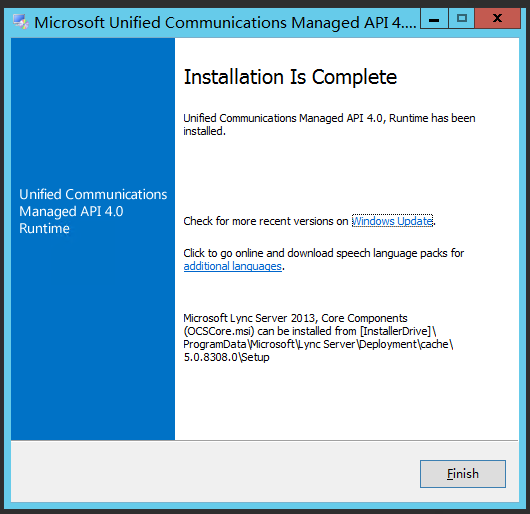 Microsoft Unified Communications Managed API 4....
Installation Is Complete
Unified Communications Managed API 4.0, Runtime has been
installed.
Unified Communications
Managed API 4.0
Runtime
Check for more recent versions on Windows Update.
Click to go online and download speech language packs for
additional languages.
Microsoft Lync Server 2013, Core Components
(OCSCore.msi) can be installed from [InstallerDrive]\
ProgramData\Microsoft\Lync Server\Deployment\cache\
5.0.8308.0\Setup
Finish